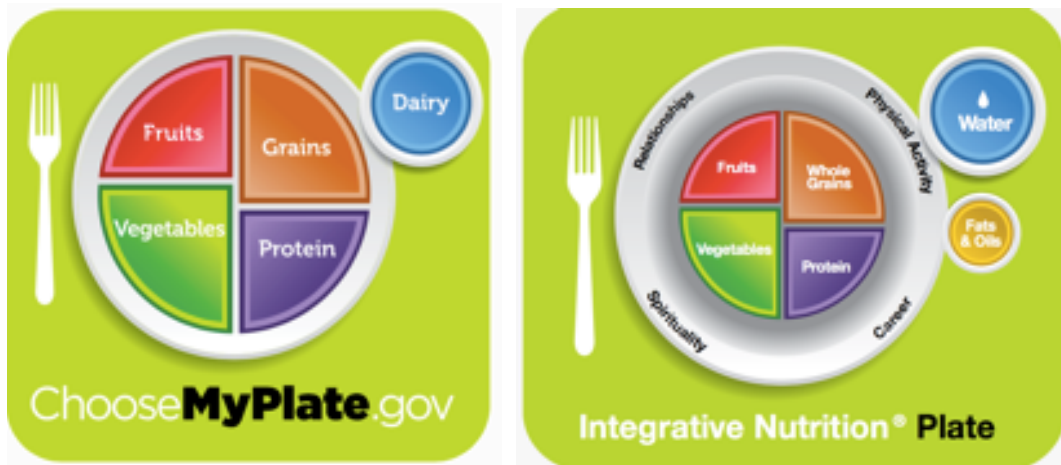 Fruits
Grains
Dairy
Vegetables
Protein
ChooseMyPlate.gov
Relationships
Physical Activity
Water
Fruits
Whole
Grains
Fats
& Oils
Vegetables
Protein
Spirituality
Career
Integrative Nutrition® Plate